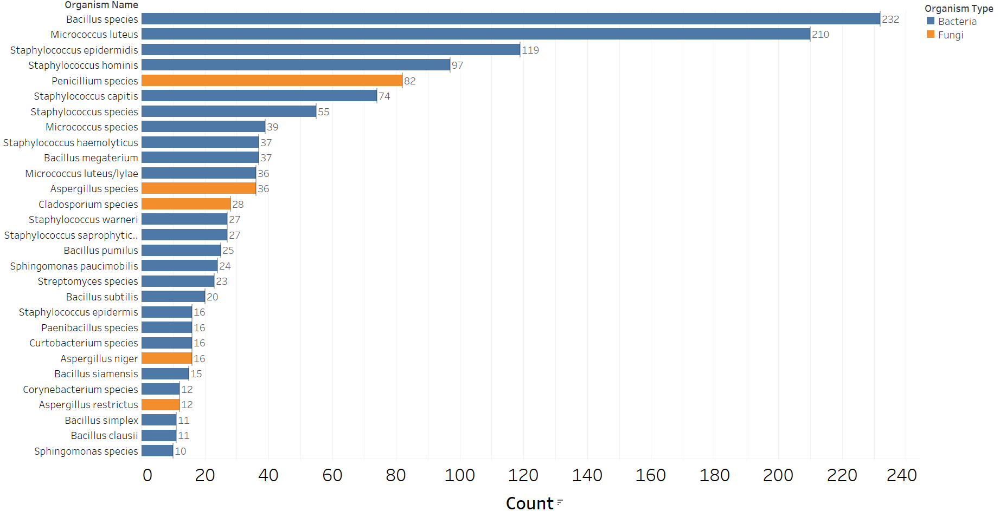 Organism Name
Bacillus species 232
Micrococcus luteus 210
Staphylococcus epidermidis 119
Staphylococcus hominis 97
Penicillium species 82
Staphylococcus capitis 74
Staphylococcus species 55
Micrococcus species 39
Staphylococcus haemolyticus 37
Bacillus megaterium 37
Micrococcus luteus/lylae 36
Aspergillus species 36
Cladosporium species 28
Staphylococcus warneri 27
Staphylococcus saprophytic.. 27
Bacillus pumilus 25
Sphingomonas paucimobilis 24
Streptomyces species 23
Bacillus subtilis 20
Staphylococcus epidermis 16
Paenibacillus species 16
Curtobacterium species 16
Aspergillus niger 16
Bacillus siamensis 15
Corynebacterium species 12
Aspergillus restrictus 12
Bacillus simplex 11
Bacillus clausii 11
Sphingomonas species 10
0 20 40 60 80 100 120 140 160 180 200 220 240
Count
Organism Type
Bacteria
Fungi